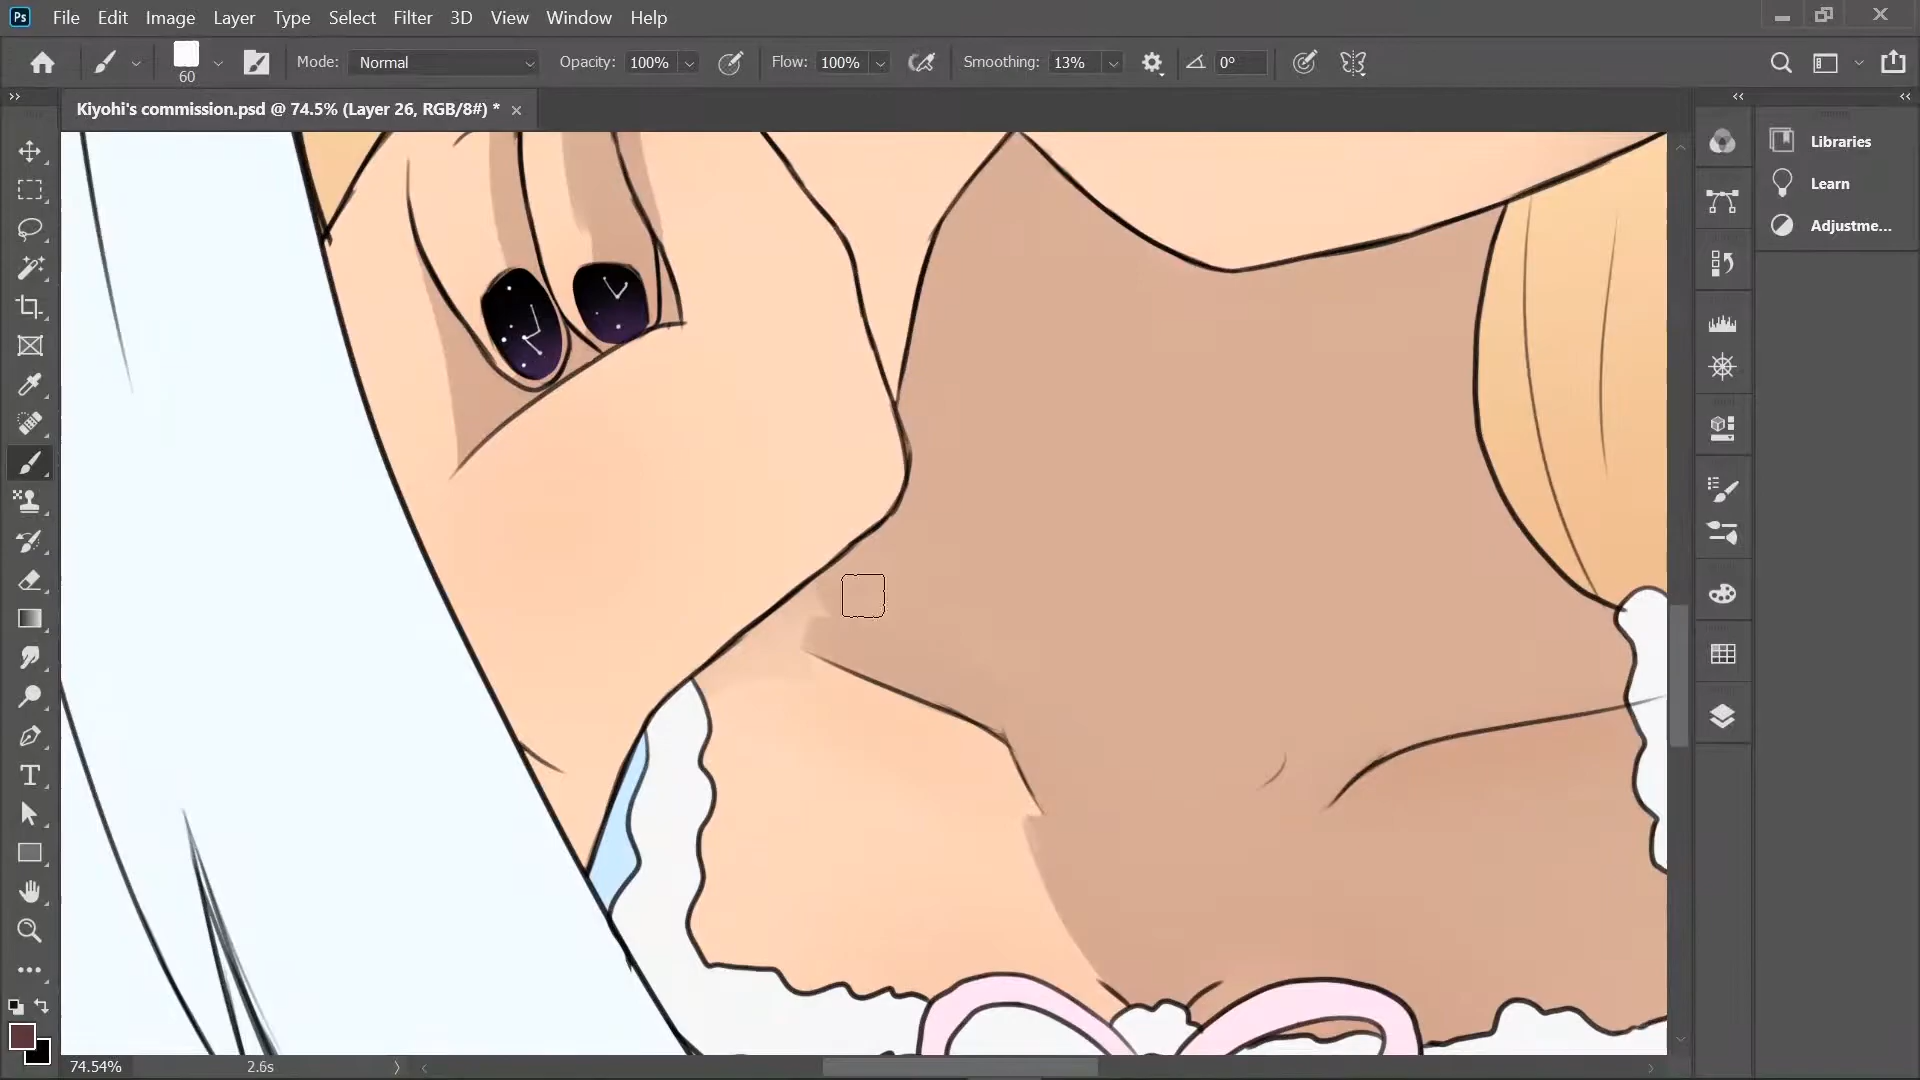 Ps File Edit Image Layer Type Select Filter 3D View Window Help
60 Mode: Normal Opacity: 100% Flow: 100% Smoothing: 13% 0°
Kiyohi's commission.psd @ 74.5% (Layer 26, RGB/8#) *
Libraries
Learn
Adjustme...
74.54% 2.6s